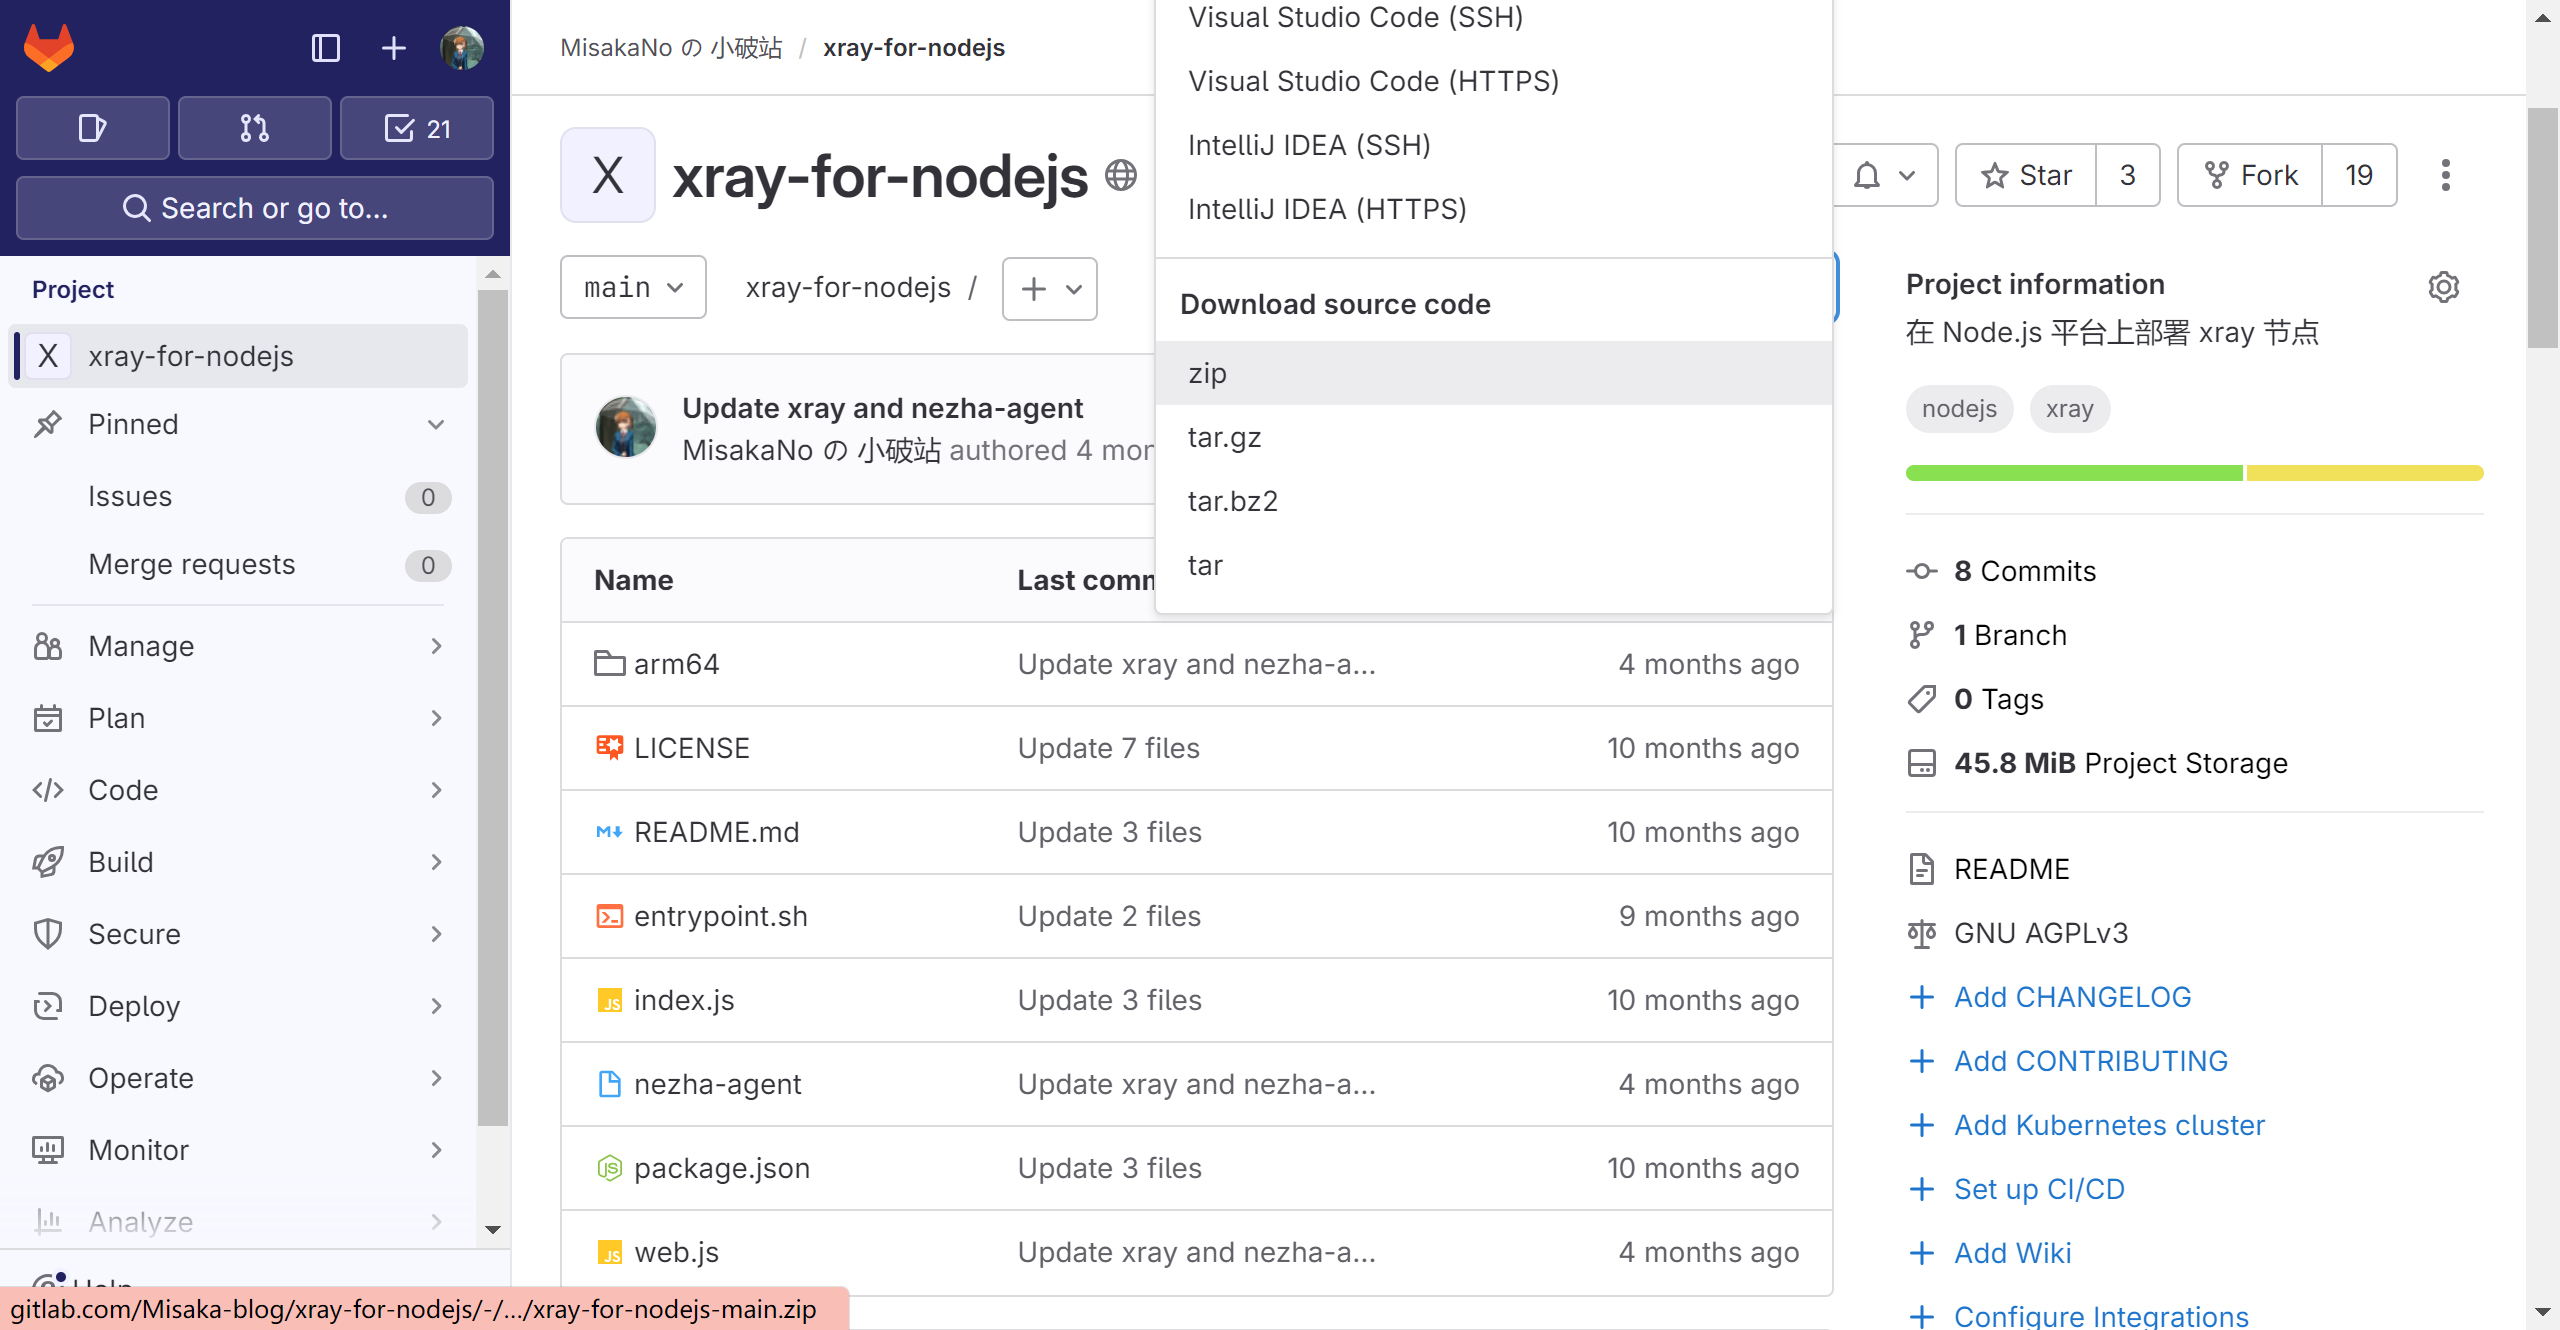 21
Search or go to...
Project
X xray-for-nodejs
Pinned
Issues 0
Merge requests 0
Manage
Plan
Code
Build
Secure
Deploy
Operate
Monitor
Analyze
Help
gitlab.com/Misaka-blog/xray-for-nodejs/-/.../xray-for-nodejs-main.zip
MisakaNo の 小破站 / xray-for-nodejs
X xray-for-nodejs
main xray-for-nodejs /
Update xray and nezha-agent
MisakaNo の 小破站 authored 4 mon
Visual Studio Code (SSH)
Visual Studio Code (HTTPS)
IntelliJ IDEA (SSH)
IntelliJ IDEA (HTTPS)
Download source code
zip
tar.gz
tar.bz2
tar
Star 3
Fork 19
Name Last comm
arm64 Update xray and nezha-a... 4 months ago
LICENSE Update 7 files 10 months ago
README.md Update 3 files 10 months ago
entrypoint.sh Update 2 files 9 months ago
index.js Update 3 files 10 months ago
nezha-agent Update xray and nezha-a... 4 months ago
package.json Update 3 files 10 months ago
web.js Update xray and nezha-a... 4 months ago
Project information
在 Node.js 平台上部署 xray 节点
nodejs xray
8 Commits
1 Branch
0 Tags
45.8 MiB Project Storage
README
GNU AGPLv3
Add CHANGELOG
Add CONTRIBUTING
Add Kubernetes cluster
Set up CI/CD
Add Wiki
Configure Integrations